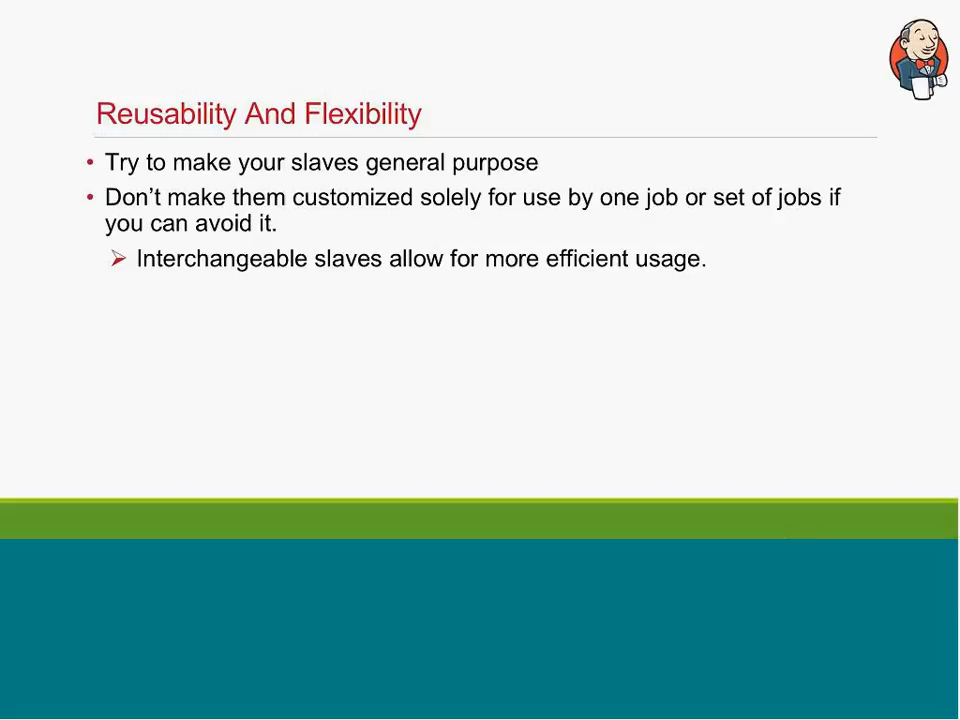 Reusability And Flexibility
• Try to make your slaves general purpose
• Don’t make them customized solely for use by one job or set of jobs if
you can avoid it.
➢ Interchangeable slaves allow for more efficient usage.